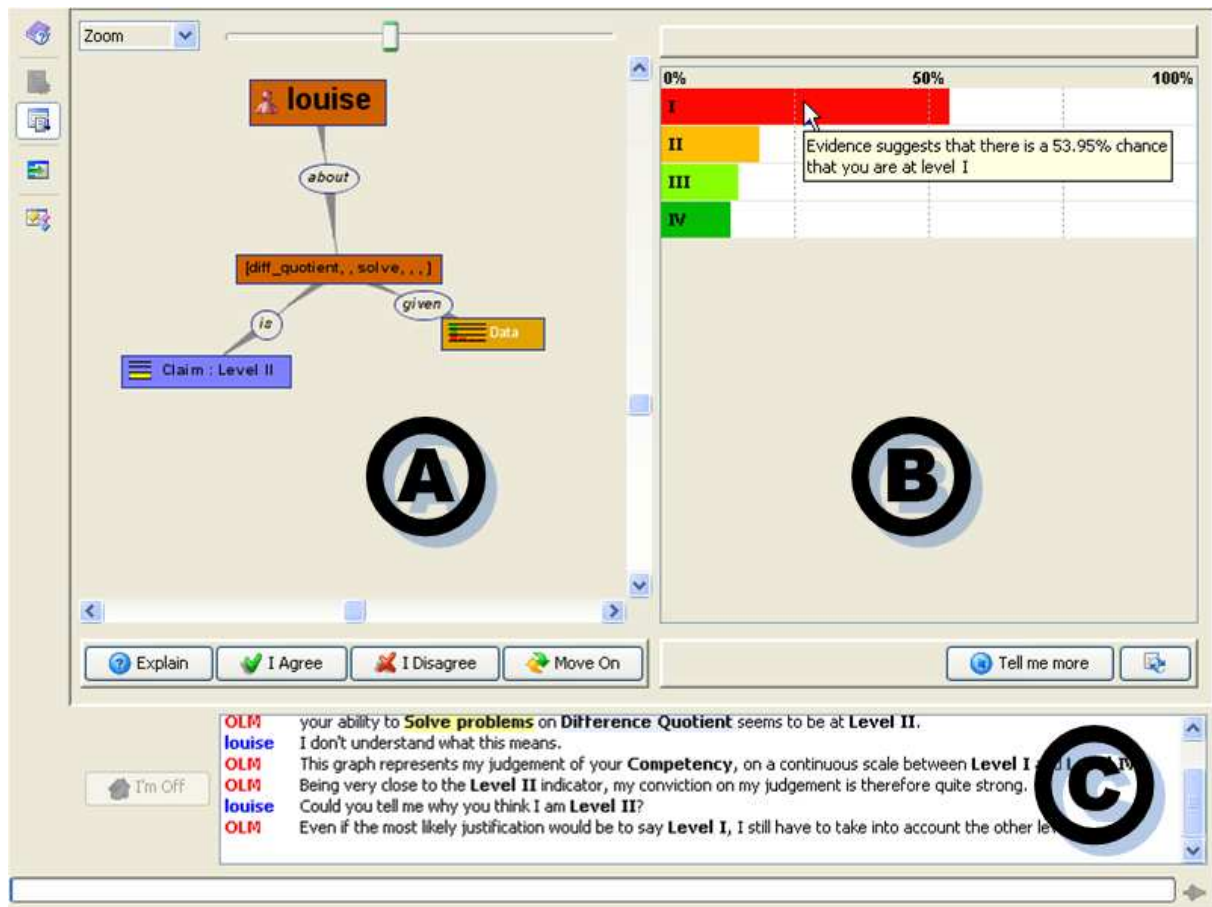 Zoom
louise
about
[diff_quotient, , solve, , , ]
is
given
Data
Claim : Level II
A
Explain
I Agree
I Disagree
Move On
0% 50% 100%
I
II
III
IV
Evidence suggests that there is a 53.95% chance
that you are at level I
B
Tell me more
I'm Off
OLM your ability to Solve problems on Difference Quotient seems to be at Level II.
louise I don't understand what this means.
OLM This graph represents my judgement of your Competency, on a continuous scale between Level I and Level IV
OLM Being very close to the Level II indicator, my conviction on my judgement is therefore quite strong.
louise Could you tell me why you think I am Level II?
OLM Even if the most likely justification would be to say Level I, I still have to take into account the other
C